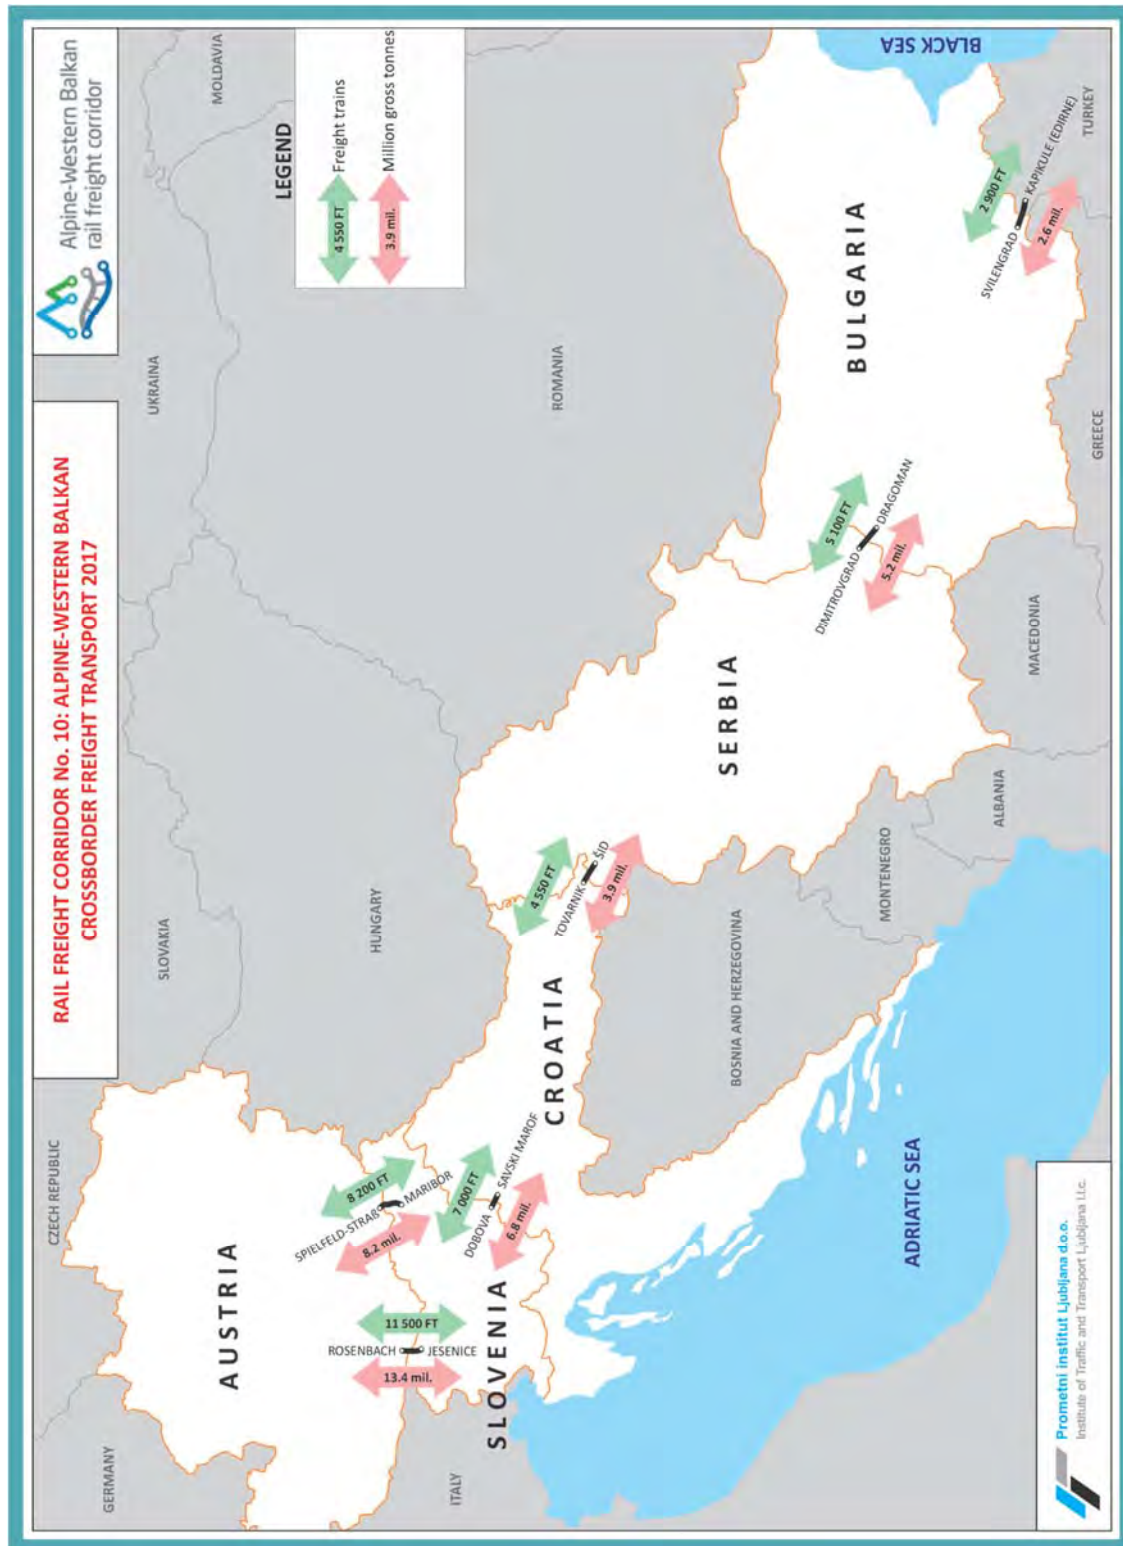 RAIL FREIGHT CORRIDOR No. 10: ALPINE-WESTERN BALKAN
CROSSBORDER FREIGHT TRANSPORT 2017
Alpine-Western Balkan
rail freight corridor
LEGEND
4 550 FT
Freight trains
3.9 mil.
Million gross tonnes
GERMANY
CZECH REPUBLIC
SLOVAKIA
UKRAINA
MOLDAVIA
AUSTRIA
HUNGARY
ROMANIA
ITALY
SLOVENIA
CROATIA
SERBIA
BULGARIA
BLACK SEA
BOSNIA AND HERZEGOVINA
MONTENEGRO
ALBANIA
MACEDONIA
GREECE
TURKEY
ADRIATIC SEA
ROSENBACH
JESENICE
11 500 FT
13.4 mil.
SPIELFELD-STRAß
MARIBOR
8 200 FT
8.2 mil.
DOBOVA
SAVSKI MAROF
7 000 FT
6.8 mil.
TOVARNIK
ŠID
4 550 FT
3.9 mil.
DIMITROVGRAD
DRAGOMAN
5 100 FT
5.2 mil.
SVILENGRAD
KAPIKULE (EDIRNE)
2 900 FT
2.6 mil.
Prometni institut Ljubljana d.o.o.
Institute of Traffic and Transport Ljubljana l.l.c.